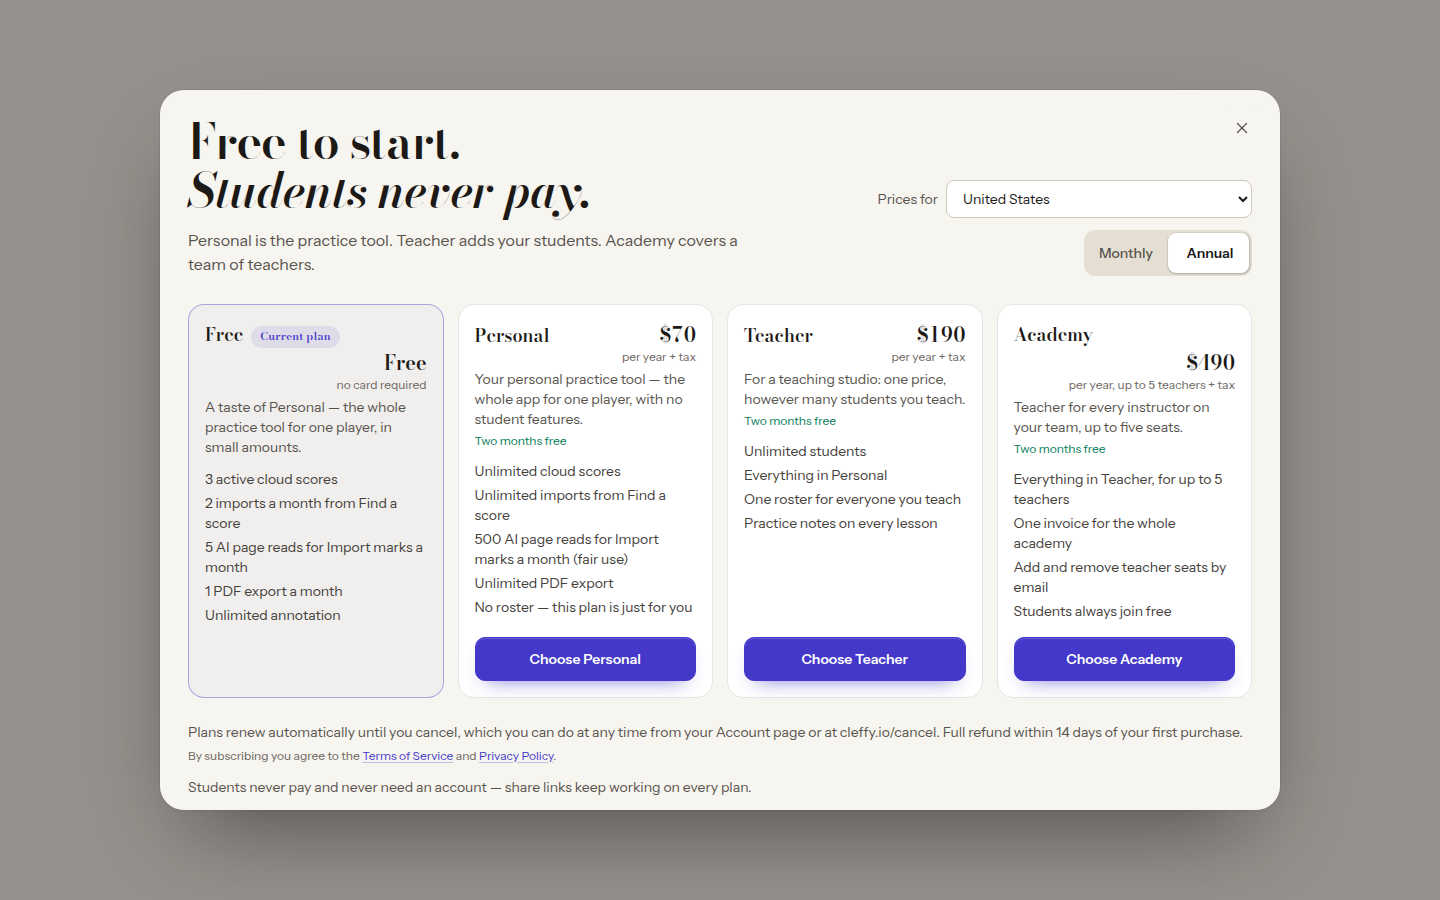 Free to start.
Students never pay.
Prices for
United States
Personal is the practice tool. Teacher adds your students. Academy covers a
team of teachers.
Monthly
Annual
Free
Current plan
Free
no card required
A taste of Personal — the whole
practice tool for one player, in
small amounts.
3 active cloud scores
2 imports a month from Find a
score
5 AI page reads for Import marks a
month
1 PDF export a month
Unlimited annotation
Personal
$70
per year + tax
Your personal practice tool — the
whole app for one player, with no
student features.
Two months free
Unlimited cloud scores
Unlimited imports from Find a
score
500 AI page reads for Import
marks a month (fair use)
Unlimited PDF export
No roster — this plan is just for you
Choose Personal
Teacher
$190
per year + tax
For a teaching studio: one price,
however many students you teach.
Two months free
Unlimited students
Everything in Personal
One roster for everyone you teach
Practice notes on every lesson
Choose Teacher
Academy
$490
per year, up to 5 teachers + tax
Teacher for every instructor on
your team, up to five seats.
Two months free
Everything in Teacher, for up to 5
teachers
One invoice for the whole
academy
Add and remove teacher seats by
email
Students always join free
Choose Academy
Plans renew automatically until you cancel, which you can do at any time from your Account page or at cleffy.io/cancel. Full refund within 14 days of your first purchase.
By subscribing you agree to the Terms of Service and Privacy Policy.
Students never pay and never need an account — share links keep working on every plan.